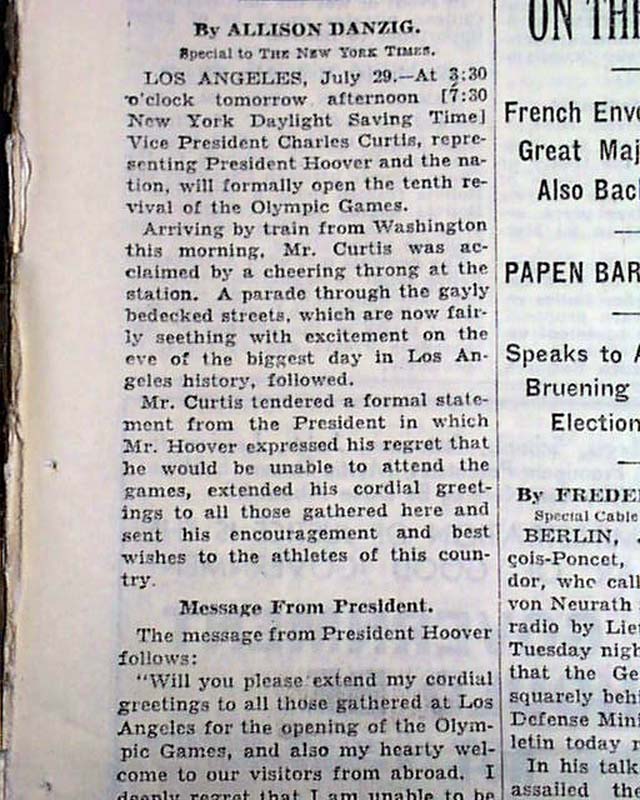 By ALLISON DANZIG.
Special to THE NEW YORK TIMES.
LOS ANGELES, July 29.—At 3:30
o'clock tomorrow afternoon [7:30
New York Daylight Saving Time]
Vice President Charles Curtis, repre-
senting President Hoover and the na-
tion, will formally open the tenth re-
vival of the Olympic Games.
Arriving by train from Washington
this morning, Mr. Curtis was ac-
claimed by a cheering throng at the
station. A parade through the gayly
bedecked streets, which are now fair-
ly seething with excitement on the
eve of the biggest day in Los An-
geles history, followed.
Mr. Curtis tendered a formal state-
ment from the President in which
Mr. Hoover expressed his regret that
he would be unable to attend the
games, extended his cordial greet-
ings to all those gathered here and
sent his encouragement and best
wishes to the athletes of this coun-
try.
Message From President.
The message from President Hoover
follows:
"Will you please extend my cordial
greetings to all those gathered at Los
Angeles for the opening of the Olym-
pic Games, and also my hearty wel-
come to our visitors from abroad. I
deeply regret that I am unable to be
ON THE
French Env
Great Maj
Also Bac
PAPEN BAR
Speaks to A
Bruening
Election
By FREDE
Special Cable
BERLIN,
çois-Poncet,
dor, who call
von Neurath
radio by Lie
Tuesday nigh
that the Ge
squarely behi
Defense Mini
letin today r
In his talk
assailed the